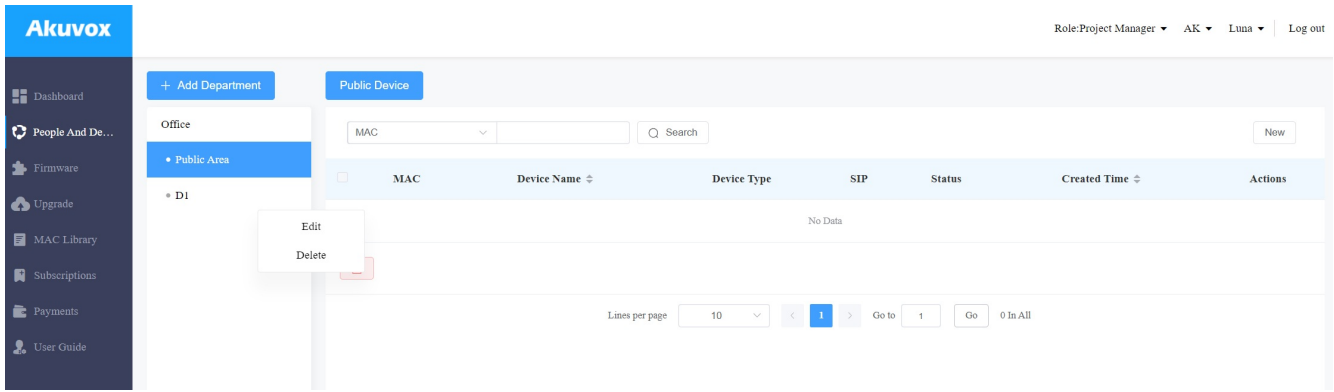 Akuvox
Role:Project Manager AK Luna Log out
Dashboard
People And De...
Firmware
Upgrade
MAC Library
Subscriptions
Payments
User Guide
+ Add Department
Office
Public Area
D1
Edit
Delete
Public Device
MAC Search New
MAC Device Name Device Type SIP Status Created Time Actions
No Data
Lines per page 10 < 1 > Go to 1 Go 0 In All